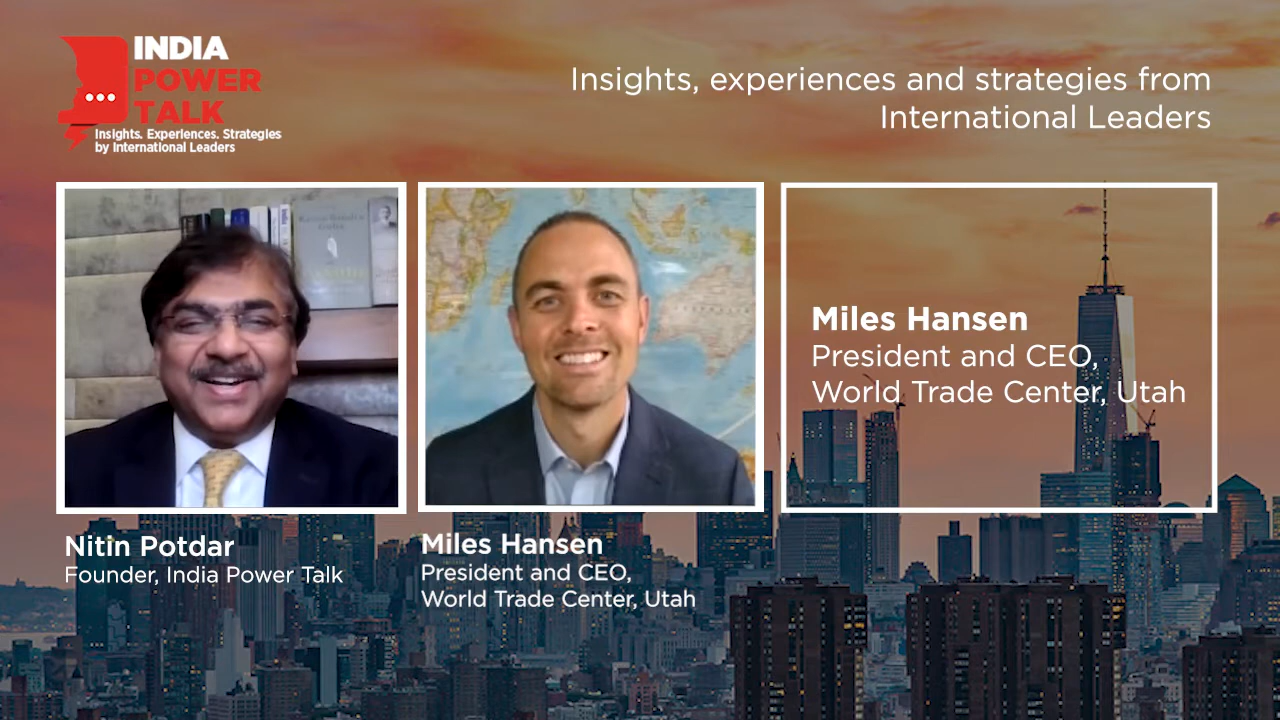 INDIA
POWER
TALK
Insights. Experiences. Strategies
by International Leaders
Insights, experiences and strategies from
International Leaders
Miles Hansen
President and CEO,
World Trade Center, Utah
Nitin Potdar
Founder, India Power Talk
Miles Hansen
President and CEO,
World Trade Center, Utah